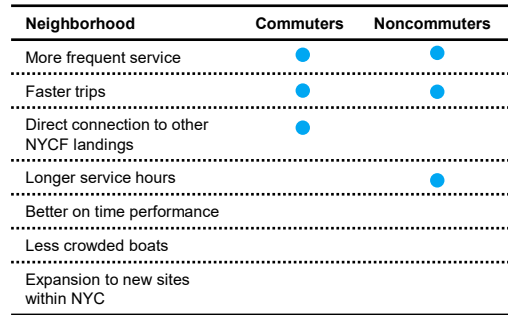 Neighborhood Commuters Noncommuters
More frequent service
Faster trips
Direct connection to other
NYCF landings
Longer service hours
Better on time performance
Less crowded boats
Expansion to new sites
within NYC